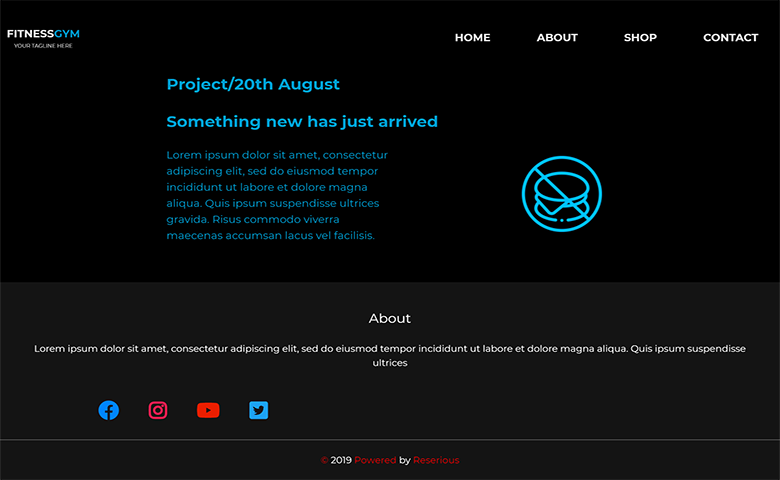 FITNESSGYM
YOUR TAGLINE HERE
HOME ABOUT SHOP CONTACT
Project/20th August
Something new has just arrived
Lorem ipsum dolor sit amet, consectetur
adipiscing elit, sed do eiusmod tempor
incididunt ut labore et dolore magna
aliqua. Quis ipsum suspendisse ultrices
gravida. Risus commodo viverra
maecenas accumsan lacus vel facilisis.
About
Lorem ipsum dolor sit amet, consectetur adipiscing elit, sed do eiusmod tempor incididunt ut labore et dolore magna aliqua. Quis ipsum suspendisse
ultrices
© 2019 Powered by Reserious